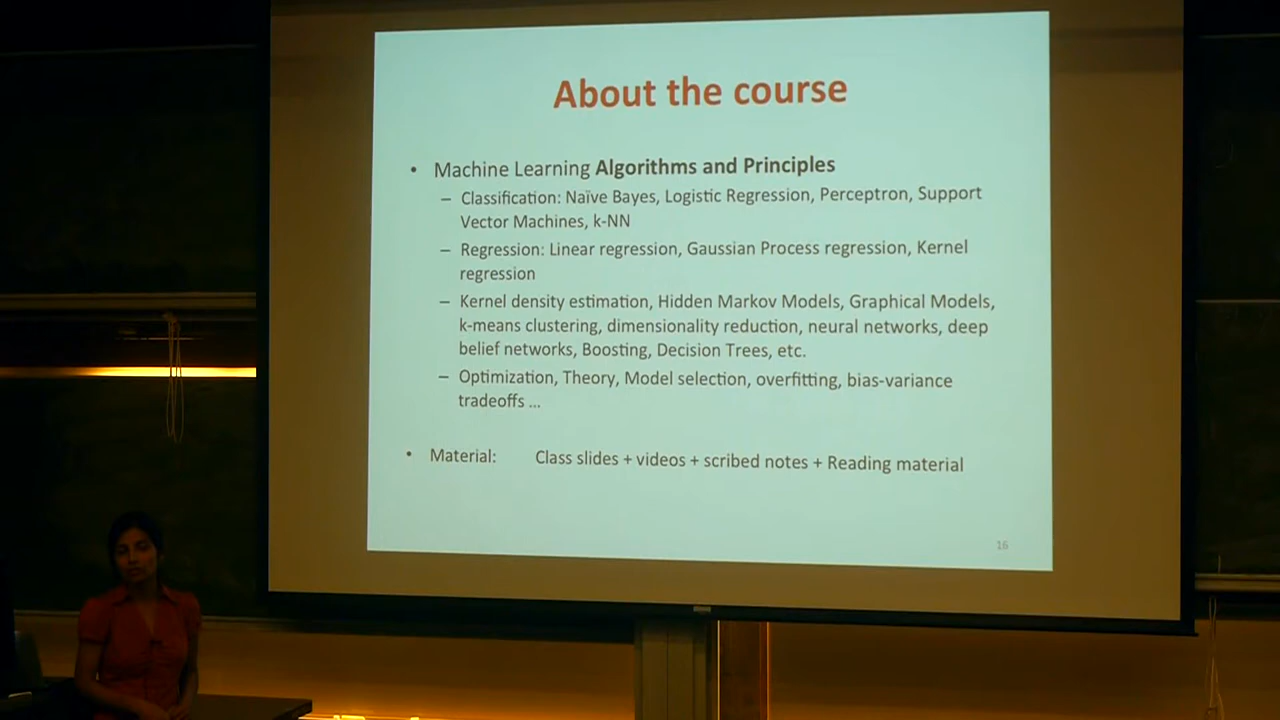 About the course
• Machine Learning Algorithms and Principles
– Classification: Naïve Bayes, Logistic Regression, Perceptron, Support
Vector Machines, k-NN
– Regression: Linear regression, Gaussian Process regression, Kernel
regression
– Kernel density estimation, Hidden Markov Models, Graphical Models,
k-means clustering, dimensionality reduction, neural networks, deep
belief networks, Boosting, Decision Trees, etc.
– Optimization, Theory, Model selection, overfitting, bias-variance
tradeoffs ...
• Material: Class slides + videos + scribed notes + Reading material
16